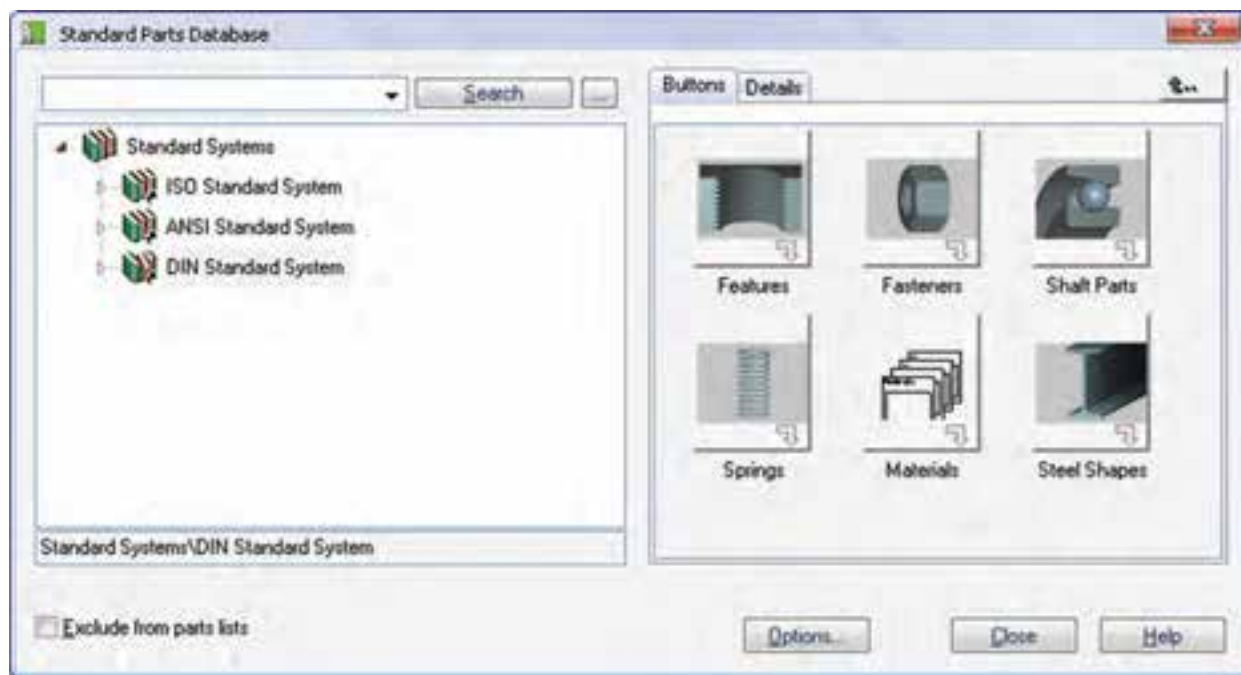 Standard Parts Database
Search ...
Standard Systems
ISO Standard System
ANSI Standard System
DIN Standard System
Standard Systems\DIN Standard System
Exclude from parts lists
Buttons Details
Features Fasteners Shaft Parts
Springs Materials Steel Shapes
Options... Close Help